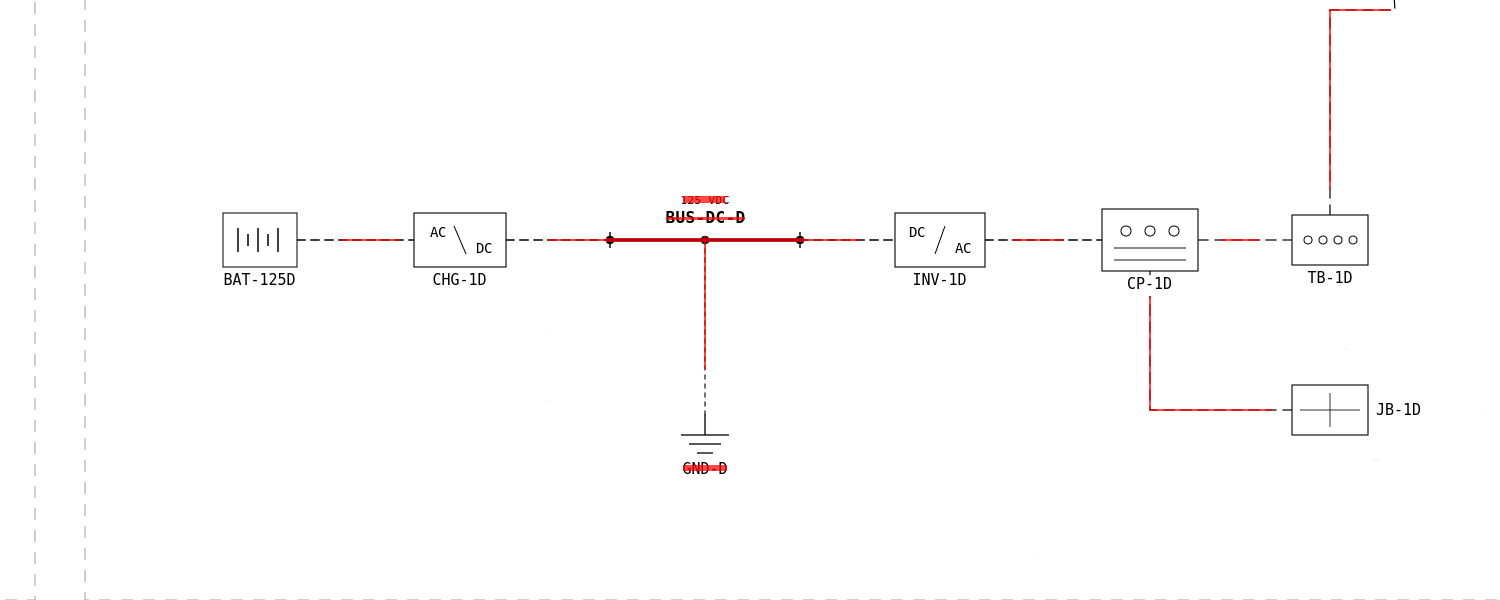 125 VDC
BUS-DC-D
AC
DC
DC
AC
BAT-125D
CHG-1D
INV-1D
CP-1D
TB-1D
JB-1D
GND-D